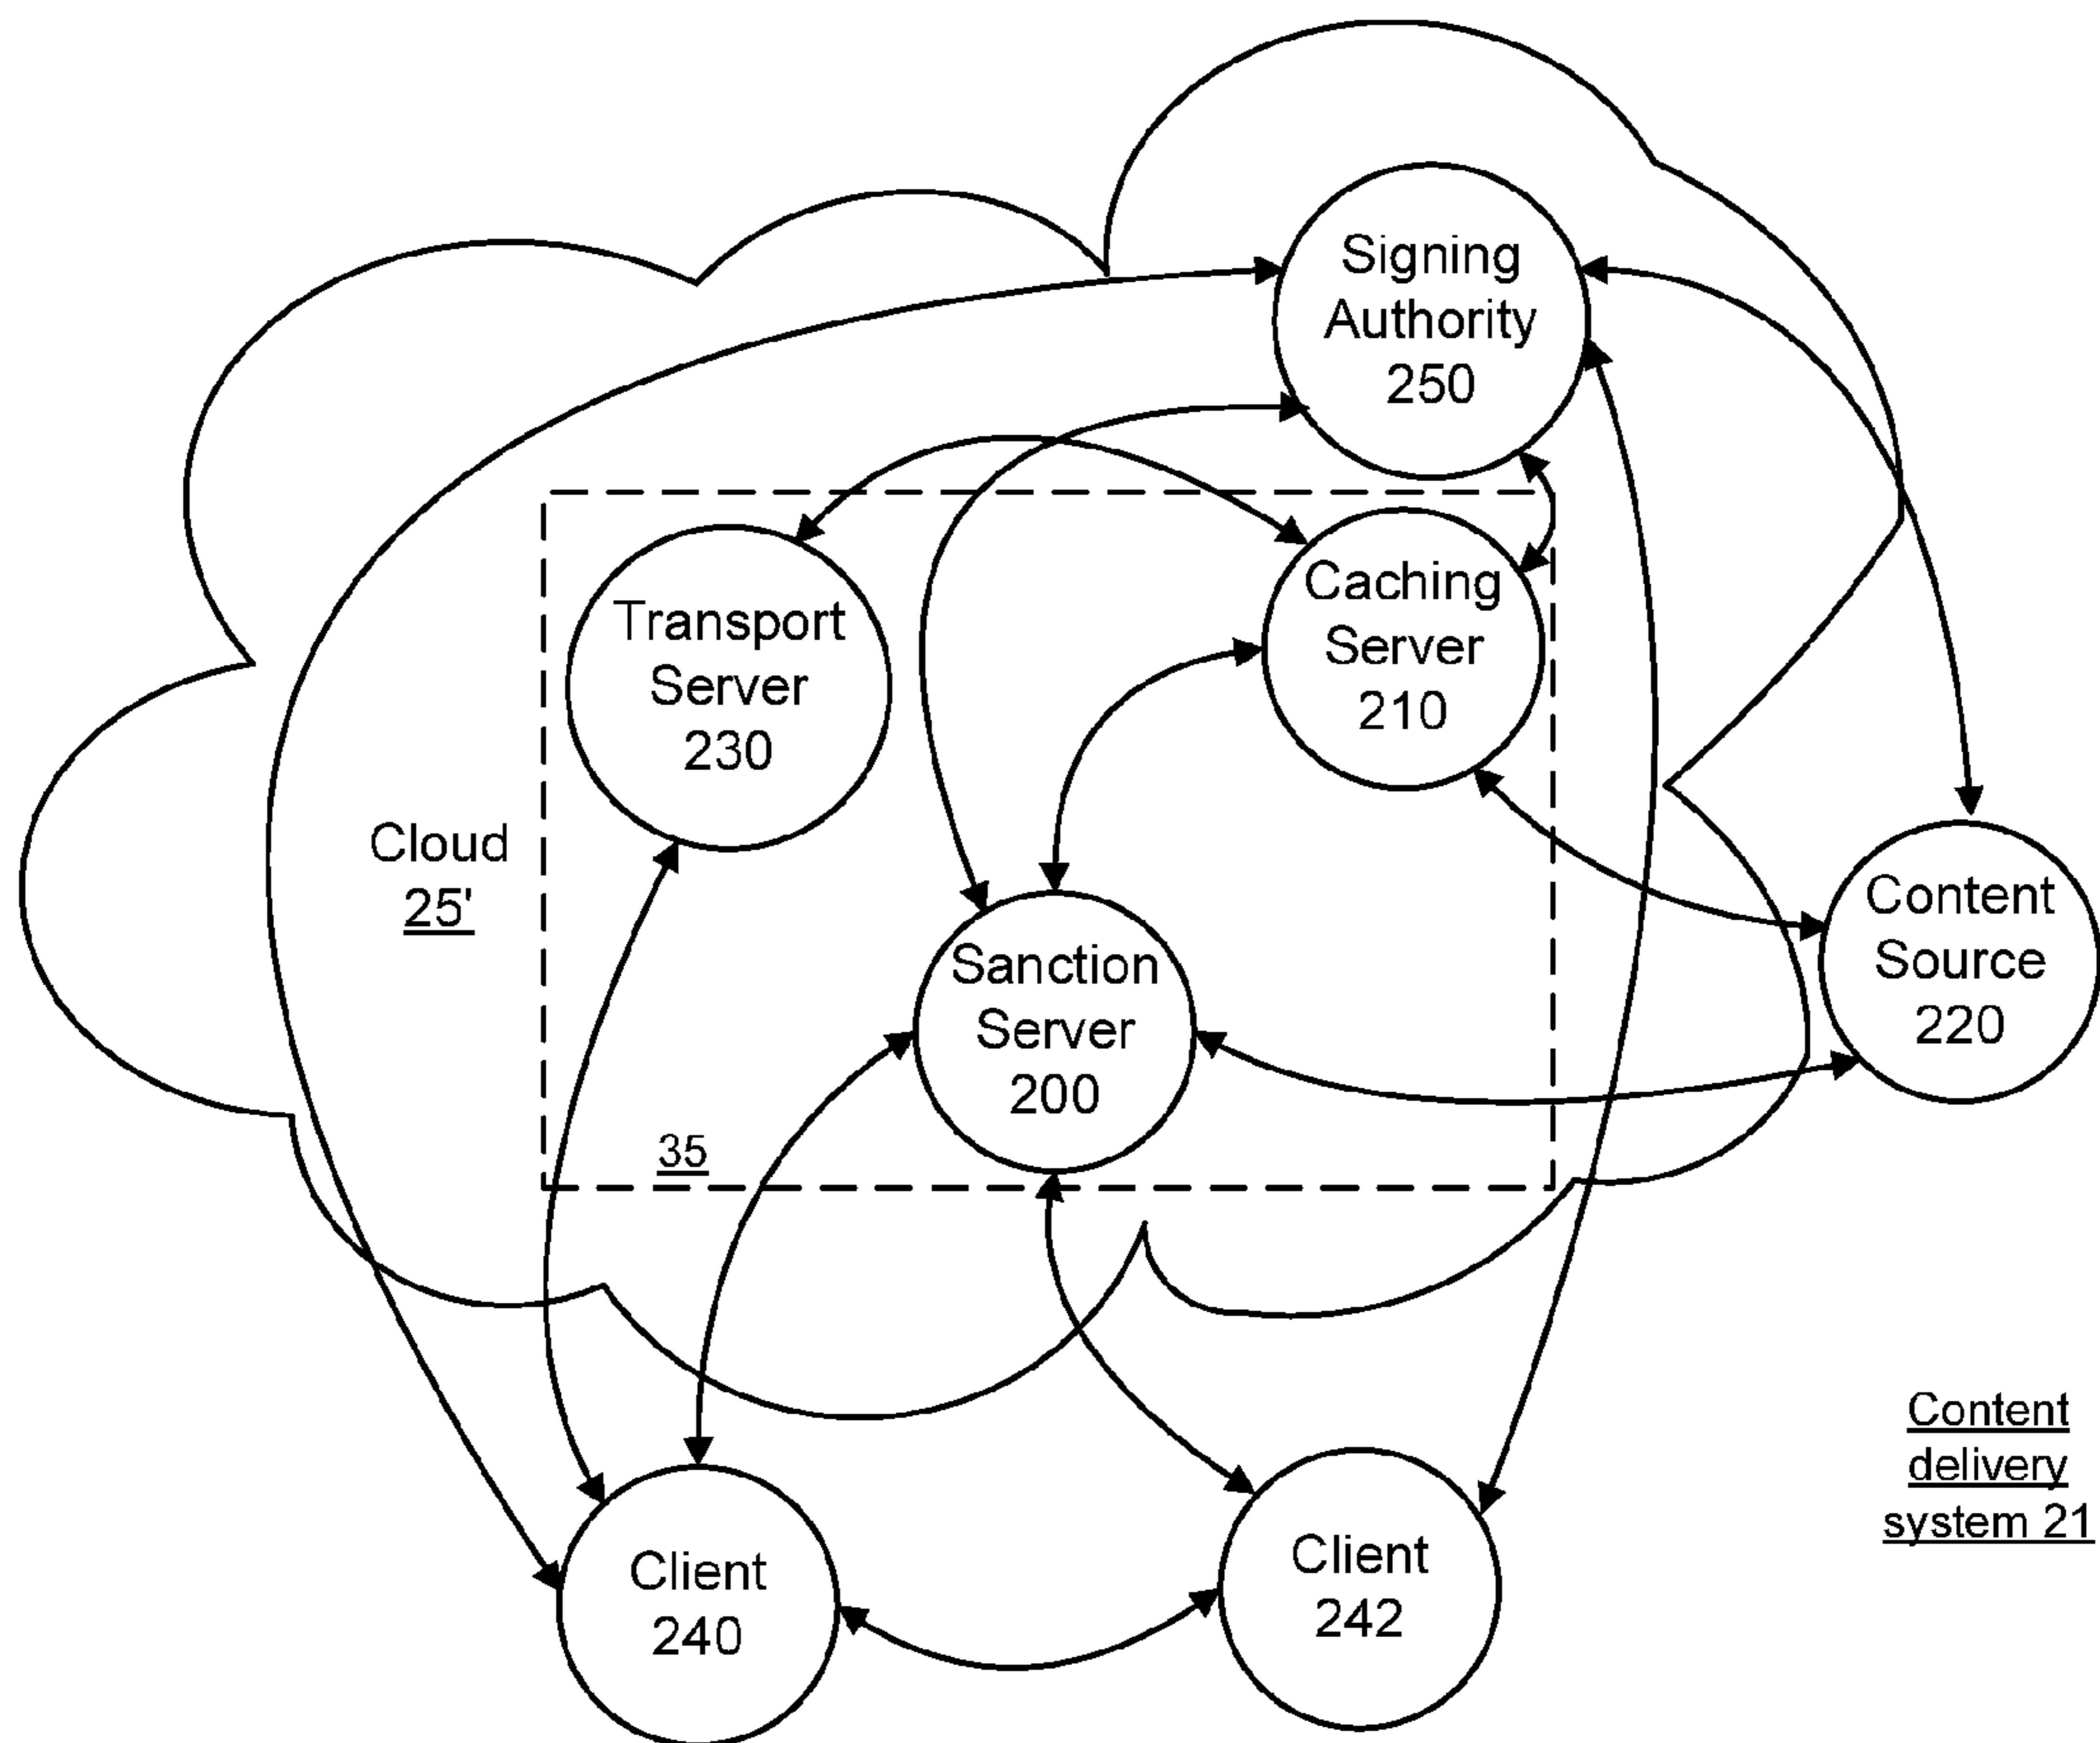 Signing
Authority
250
Caching
Server
210
Transport
Server
230
Cloud
25'
Content
Source
220
Sanction
Server
200
35
Content
delivery
system 21
Client
240
Client
242